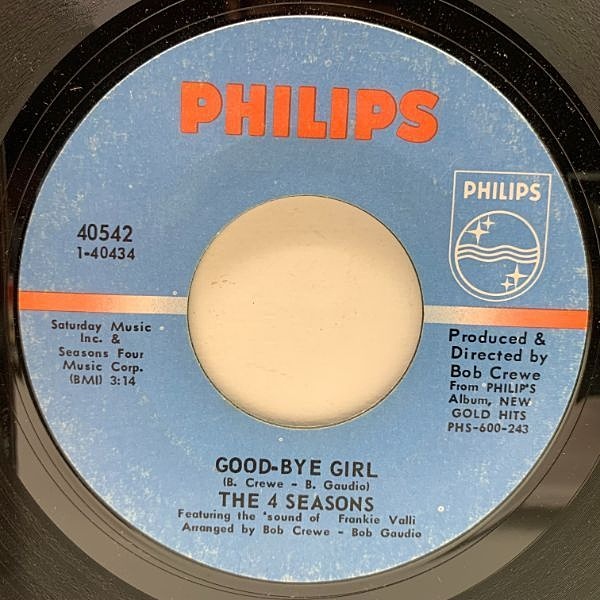 PHILIPS
PHILIPS
40542
1-40434
Saturday Music
Inc. &
Seasons Four
Music Corp.
(BMI) 3:14
Produced &
Directed by
Bob Crewe
From PHILIP'S
Album, NEW
GOLD HITS
PHS-600-243
GOOD-BYE GIRL
(B. Crewe - B. Gaudio)
THE 4 SEASONS
Featuring the 'sound of Frankie Valli
Arranged by Bob Crewe - Bob Gaudio